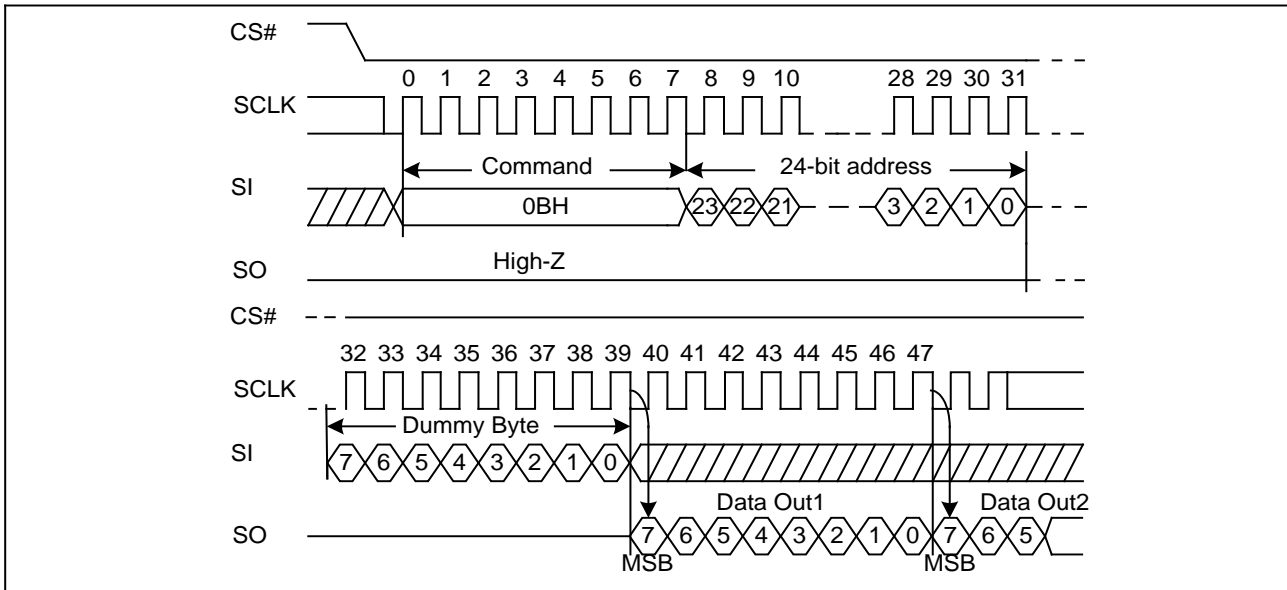 CS#
0 1 2 3 4 5 6 7 8 9 10 28 29 30 31
SCLK
Command 24-bit address
SI
0BH 23 22 21 3 2 1 0
High-Z
SO
CS#
32 33 34 35 36 37 38 39 40 41 42 43 44 45 46 47
SCLK
Dummy Byte
SI
7 6 5 4 3 2 1 0
Data Out1 Data Out2
SO
7 6 5 4 3 2 1 0 7 6 5
MSB MSB